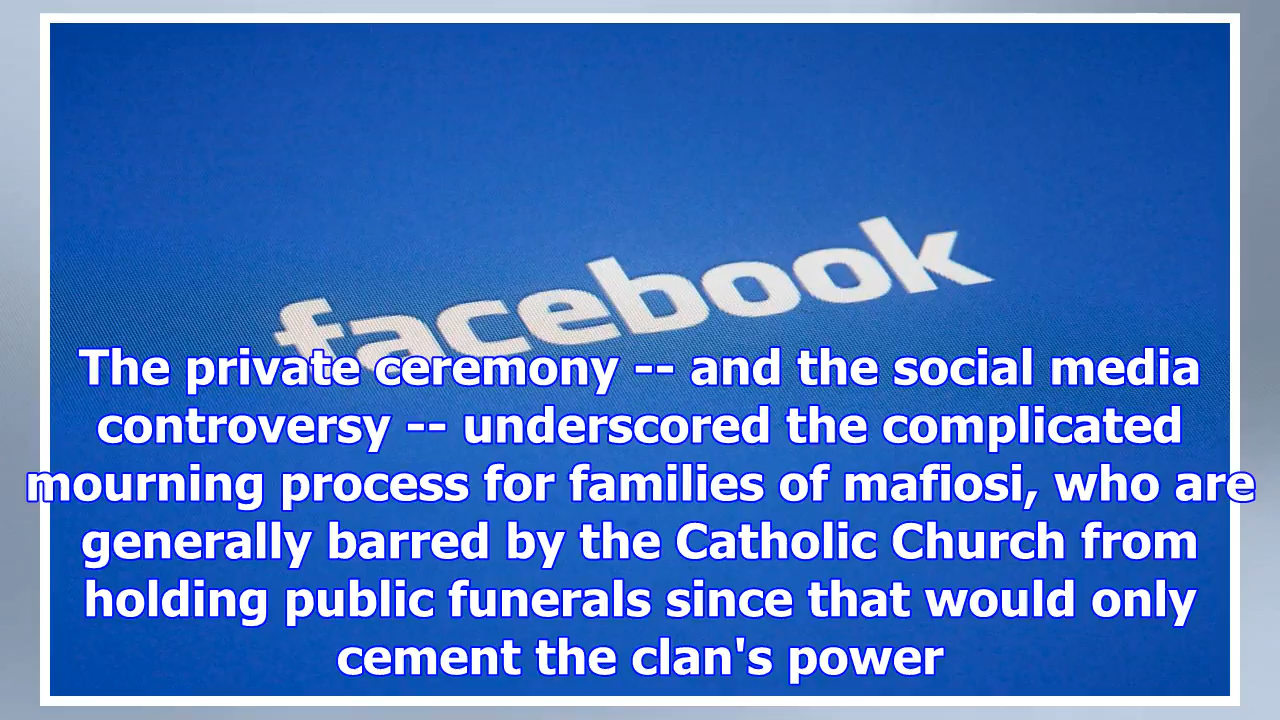 facebook
The private ceremony -- and the social media
controversy -- underscored the complicated
mourning process for families of mafiosi, who are
generally barred by the Catholic Church from
holding public funerals since that would only
cement the clan's power